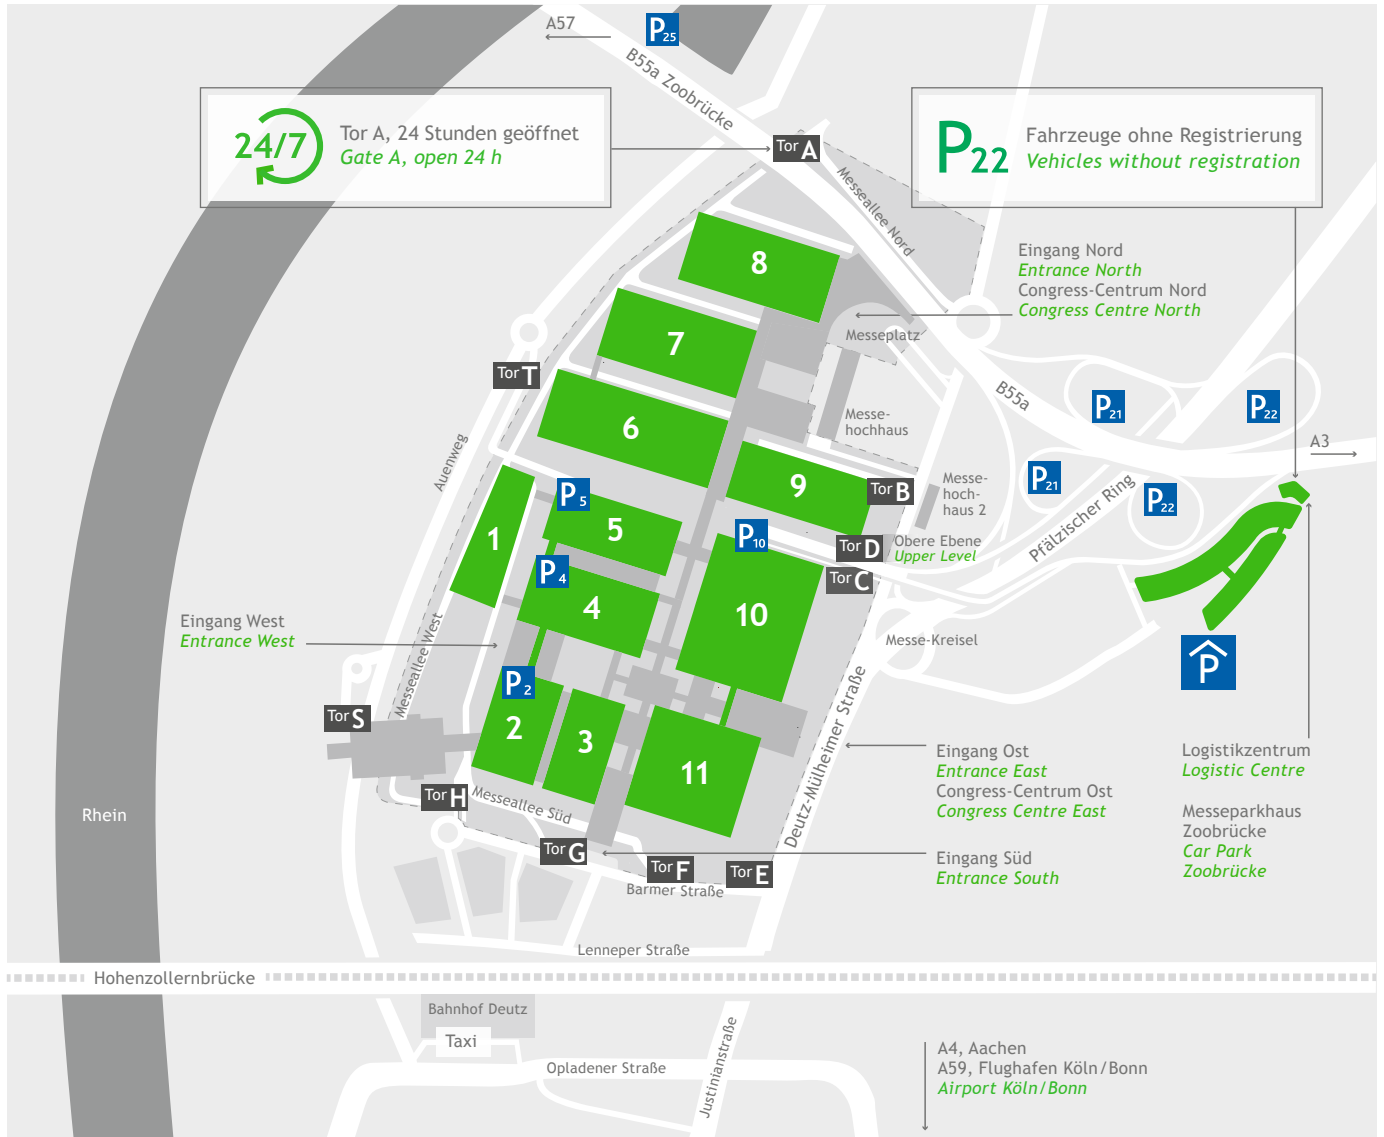 A57
P25
B55a Zoobrücke
24/7
Tor A, 24 Stunden geöffnet
Gate A, open 24 h
Tor A
P22
Fahrzeuge ohne Registrierung
Vehicles without registration
Messeallee Nord
8
Eingang Nord
Entrance North
Congress-Centrum Nord
Congress Centre North
7
Messeplatz
Tor T
B55a
P21
P22
6
Messe-
hochhaus
A3
Auenweg
P21
P22
Pfälzischer Ring
9
Tor B
Messe-
hoch-
haus 2
P5
5
1
P10
Tor D
Obere Ebene
Upper Level
Tor C
P4
4
10
Eingang West
Entrance West
Messeallee West
Messe-Kreisel
P
P2
2
3
11
Tor S
Deutz-Mülheimer Straße
Eingang Ost
Entrance East
Congress-Centrum Ost
Congress Centre East
Logistikzentrum
Logistic Centre
Messeparkhaus
Zoobrücke
Car Park
Zoobrücke
Rhein
Tor H
Messeallee Süd
Tor G
Eingang Süd
Entrance South
Tor F
Tor E
Barmer Straße
Lenneper Straße
Hohenzollernbrücke
Bahnhof Deutz
Taxi
Opladener Straße
Justinianstraße
A4, Aachen
A59, Flughafen Köln/Bonn
Airport Köln/Bonn